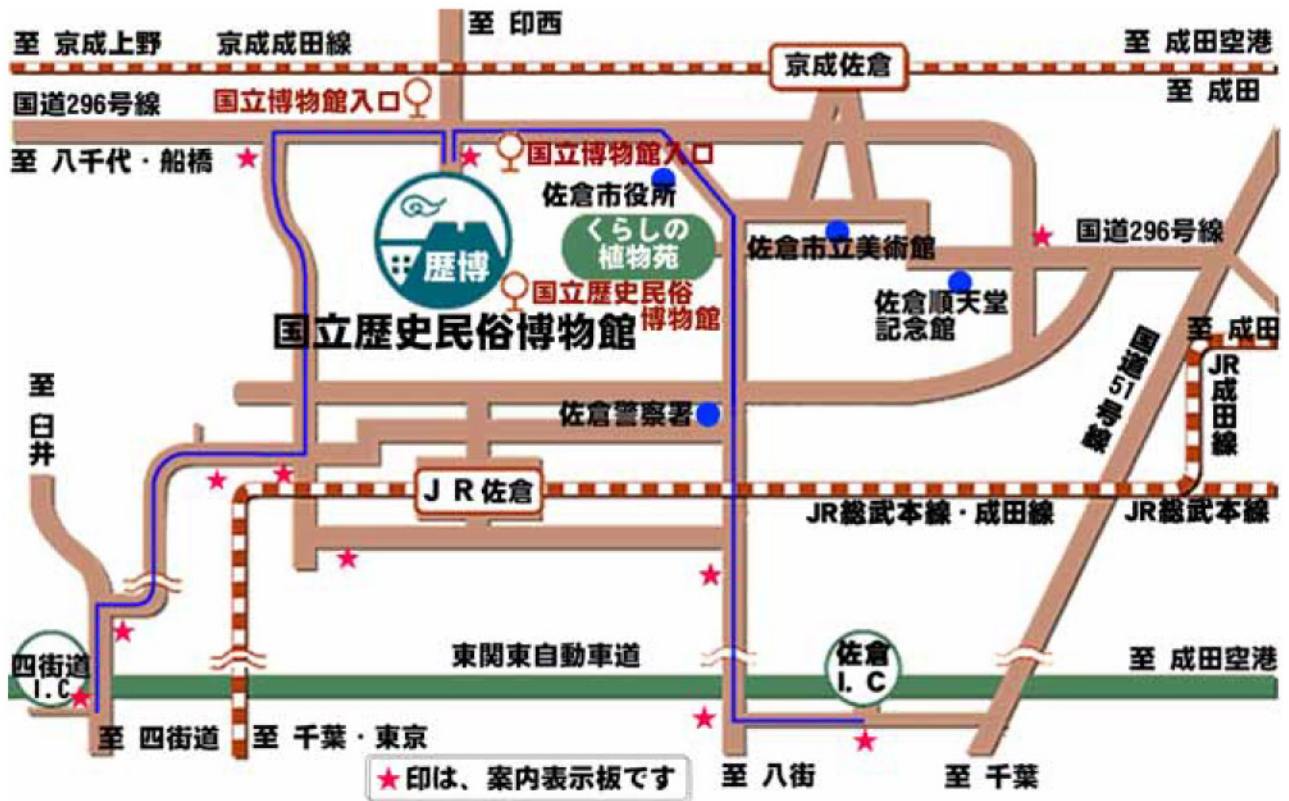 至 印西
至 京成上野
京成成田線
京成佐倉
至 成田空港
至 成田
国道296号線
国立博物館入口
至 八千代・船橋
国立博物館入口
佐倉市役所
くらしの
植物苑
佐倉市立美術館
国道296号線
歴博
国立歴史民俗
博物館
国立歴史民俗博物館
佐倉順天堂
記念館
至 成田
JR成田線
国道51号線
至 臼井
佐倉警察署
JR佐倉
JR総武本線・成田線
JR総武本線
四街道
I.C
東関東自動車道
佐倉
I.C
至 成田空港
至 四街道
至 千葉・東京
★印は、案内表示板です
至 八街
至 千葉